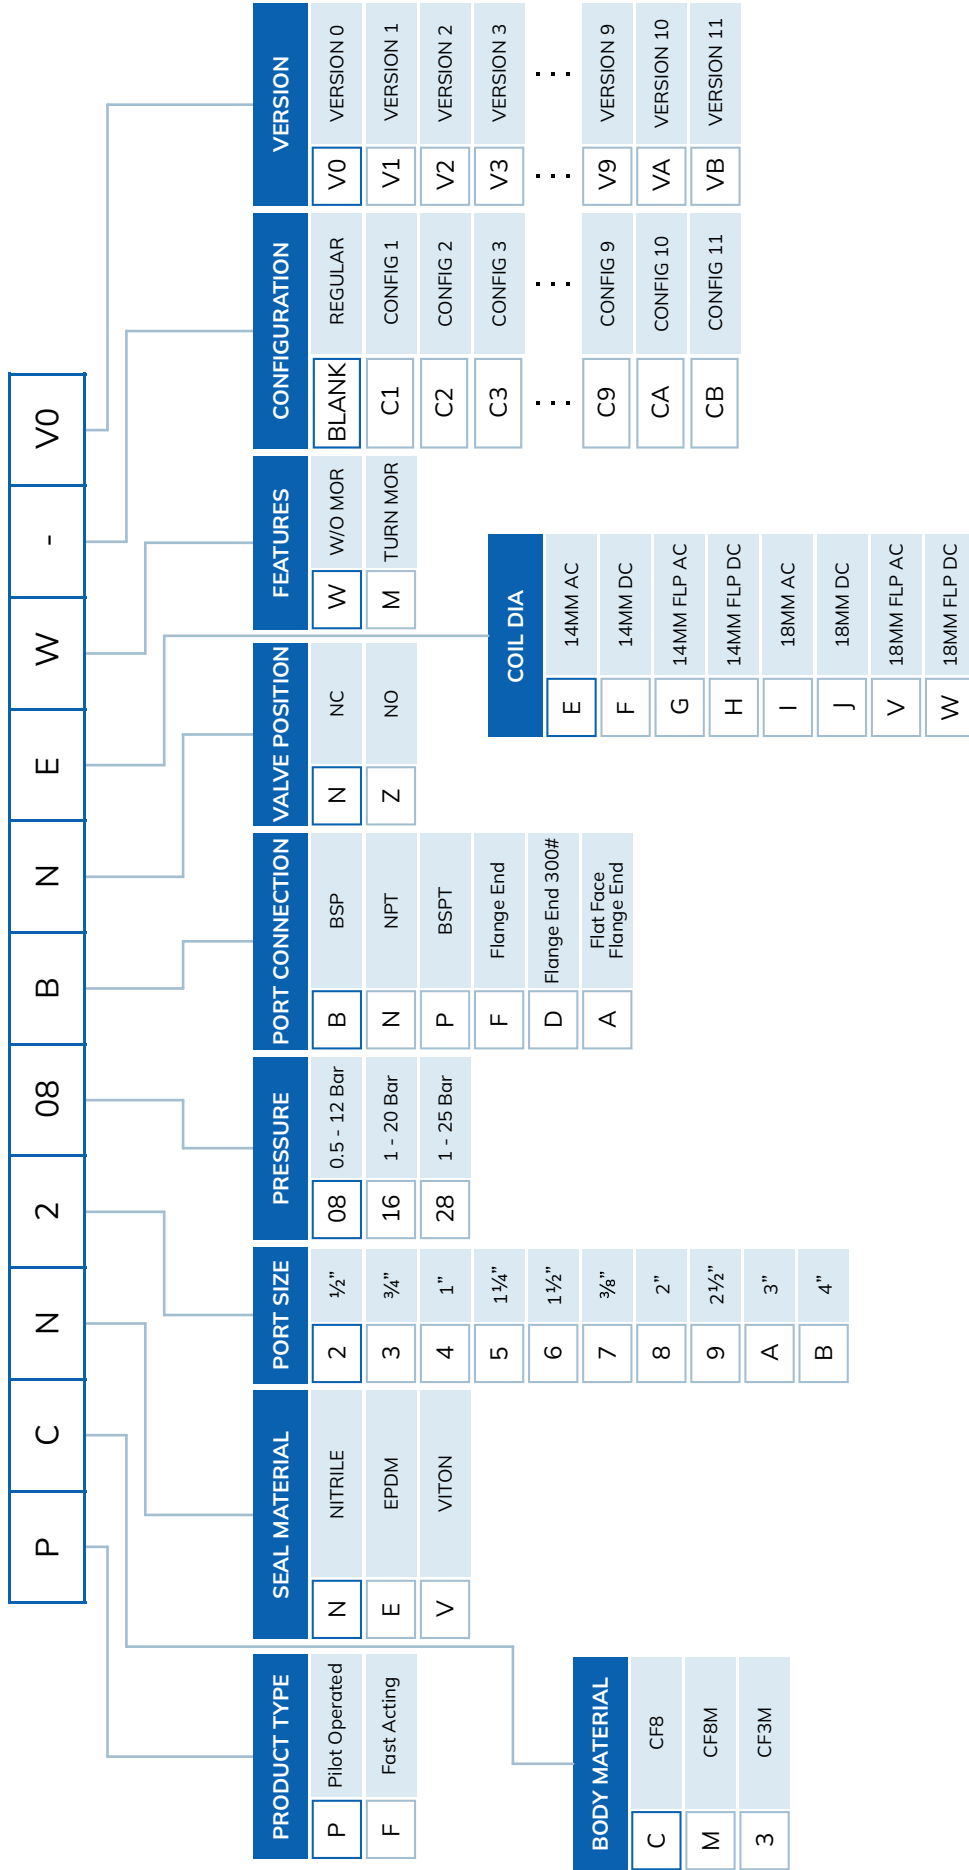 P C N 2 08 B N E W - V0
PRODUCT TYPE
P Pilot Operated
F Fast Acting
BODY MATERIAL
C CF8
M CF8M
3 CF3M
SEAL MATERIAL
N NITRILE
E EPDM
V VITON
PORT SIZE
2 ½”
3 ¾”
4 1”
5 1¼”
6 1½”
7 ⅜”
8 2”
9 2½”
A 3”
B 4”
PRESSURE
08 0.5 - 12 Bar
16 1 - 20 Bar
28 1 - 25 Bar
PORT CONNECTION
B BSP
N NPT
P BSPT
F Flange End
D Flange End 300#
A Flat Face
Flange End
VALVE POSITION
N NC
Z NO
COIL DIA
E 14MM AC
F 14MM DC
G 14MM FLP AC
H 14MM FLP DC
I 18MM AC
J 18MM DC
V 18MM FLP AC
W 18MM FLP DC
FEATURES
W W/O MOR
M TURN MOR
CONFIGURATION
BLANK REGULAR
C1 CONFIG 1
C2 CONFIG 2
C3 CONFIG 3
... ...
C9 CONFIG 9
CA CONFIG 10
CB CONFIG 11
VERSION
V0 VERSION 0
V1 VERSION 1
V2 VERSION 2
V3 VERSION 3
... ...
V9 VERSION 9
VA VERSION 10
VB VERSION 11